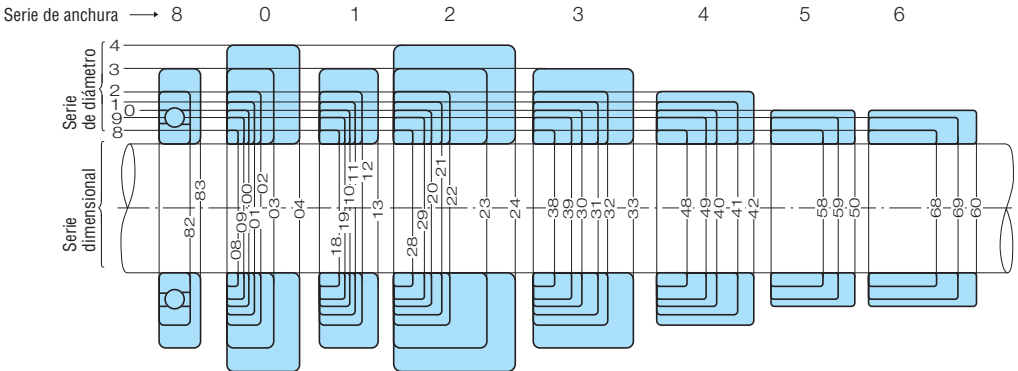 Serie de anchura 8 0 1 2 3 4 5 6
Serie
de diámetro
4
3
2
1
0
9
8
Serie
dimensional
82 83
08 09 00 01 02 03 04
18 19 10 11 12 13
28 29 20 21 22 23 24
38 39 30 31 32 33
48 49 40 41 42
58 59 50
68 69 60